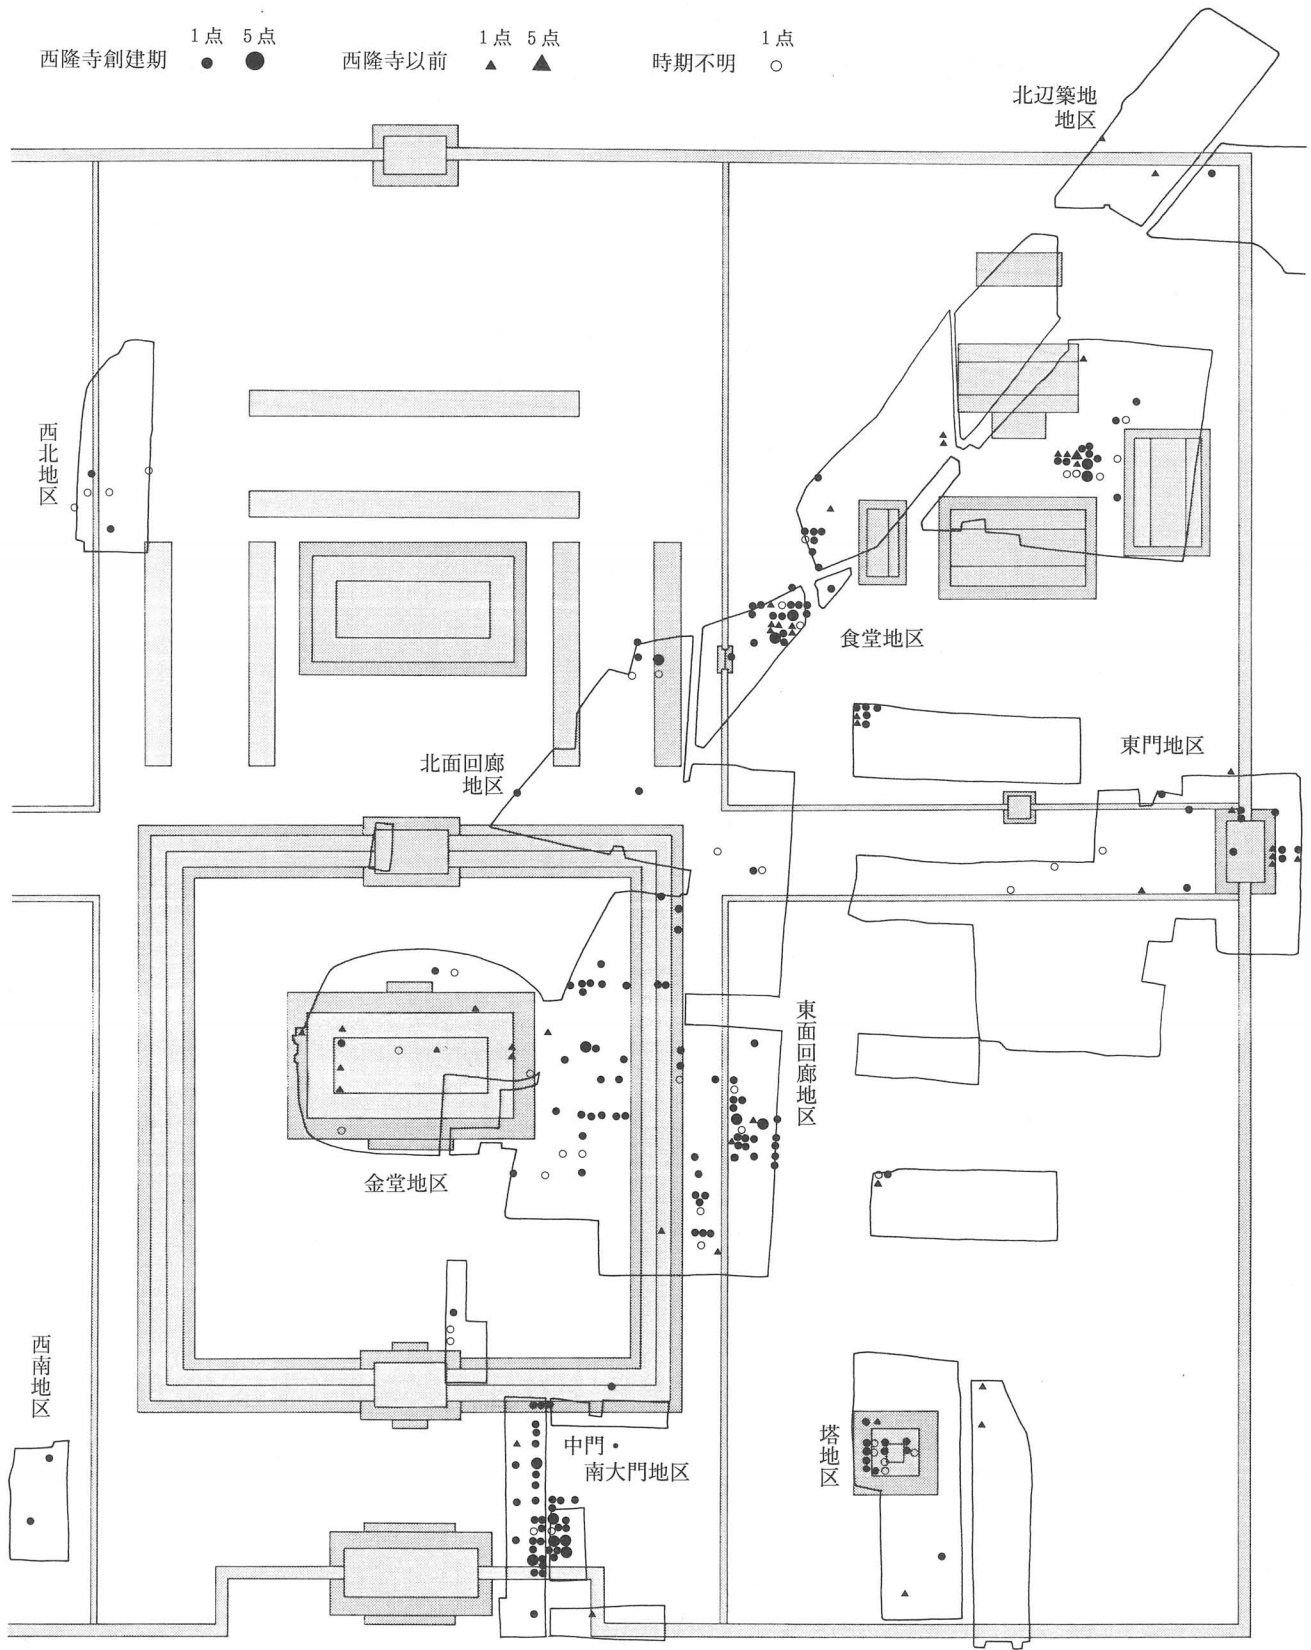 1点 5点 1点 5点 1点
西隆寺創建期 西隆寺以前 時期不明
北辺築地
地区
西北地区
食堂地区
東門地区
北面回廊
地区
東面回廊地区
金堂地区
西南地区
中門・
南大門地区
塔地区